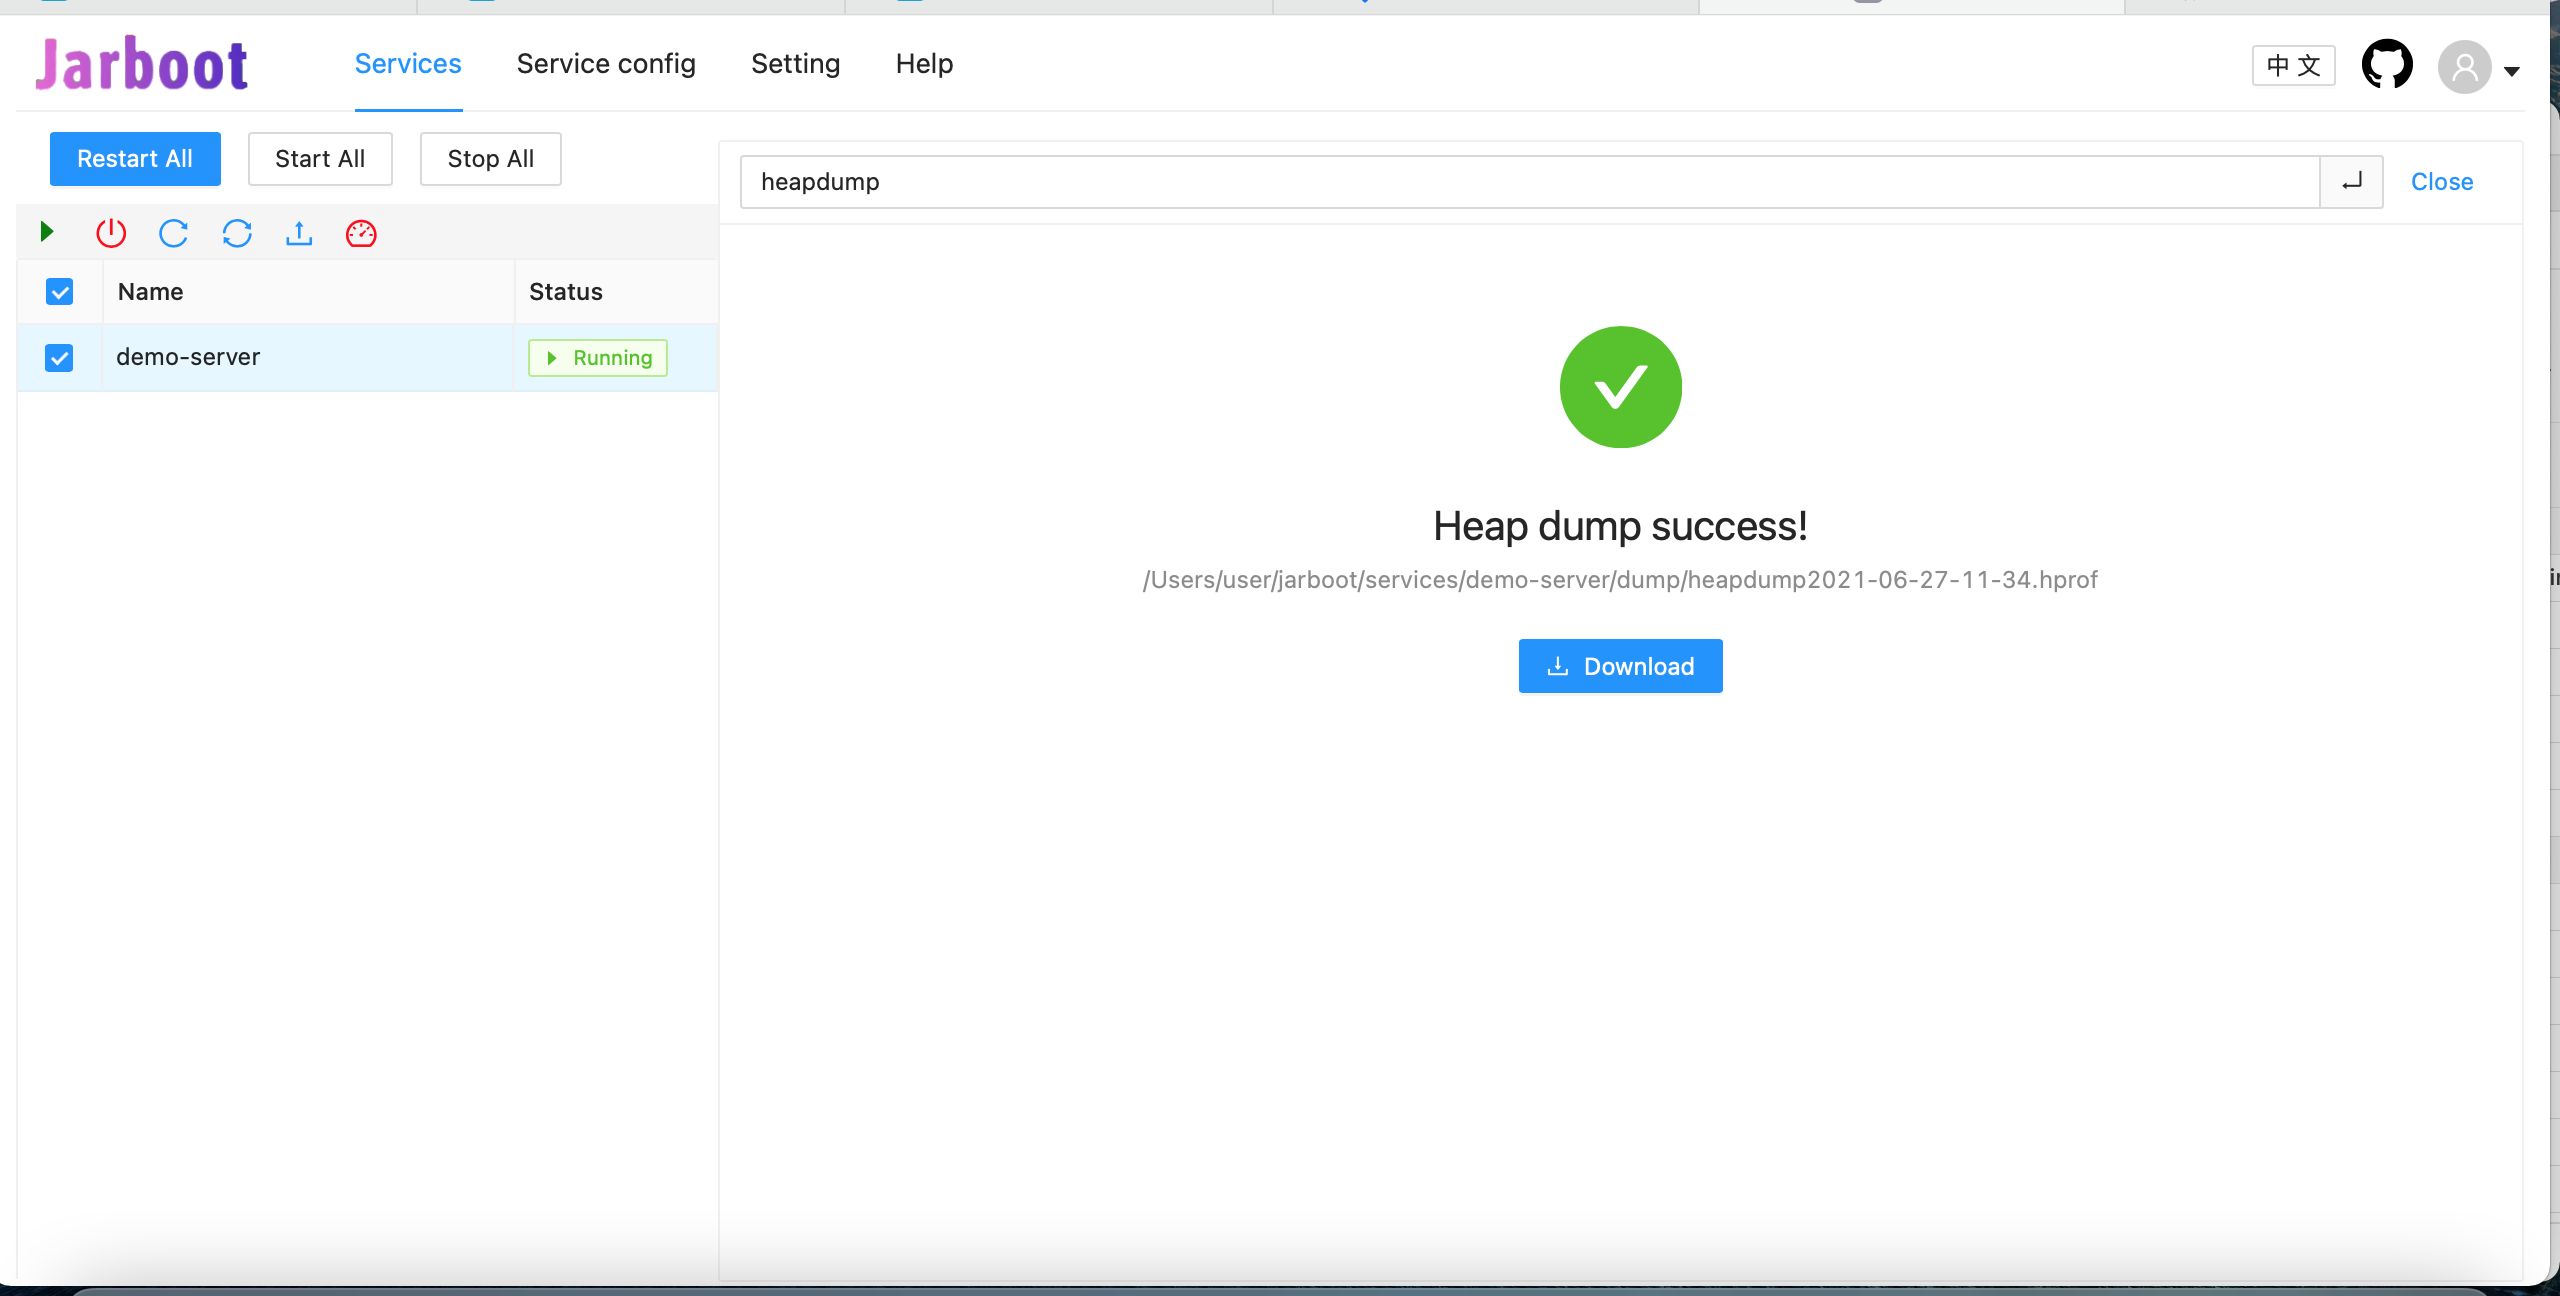 Jarboot
Services
Service config
Setting
Help
中 文
Restart All
Start All
Stop All
heapdump
Close
Name
Status
demo-server
Running
Heap dump success!
/Users/user/jarboot/services/demo-server/dump/heapdump2021-06-27-11-34.hprof
Download